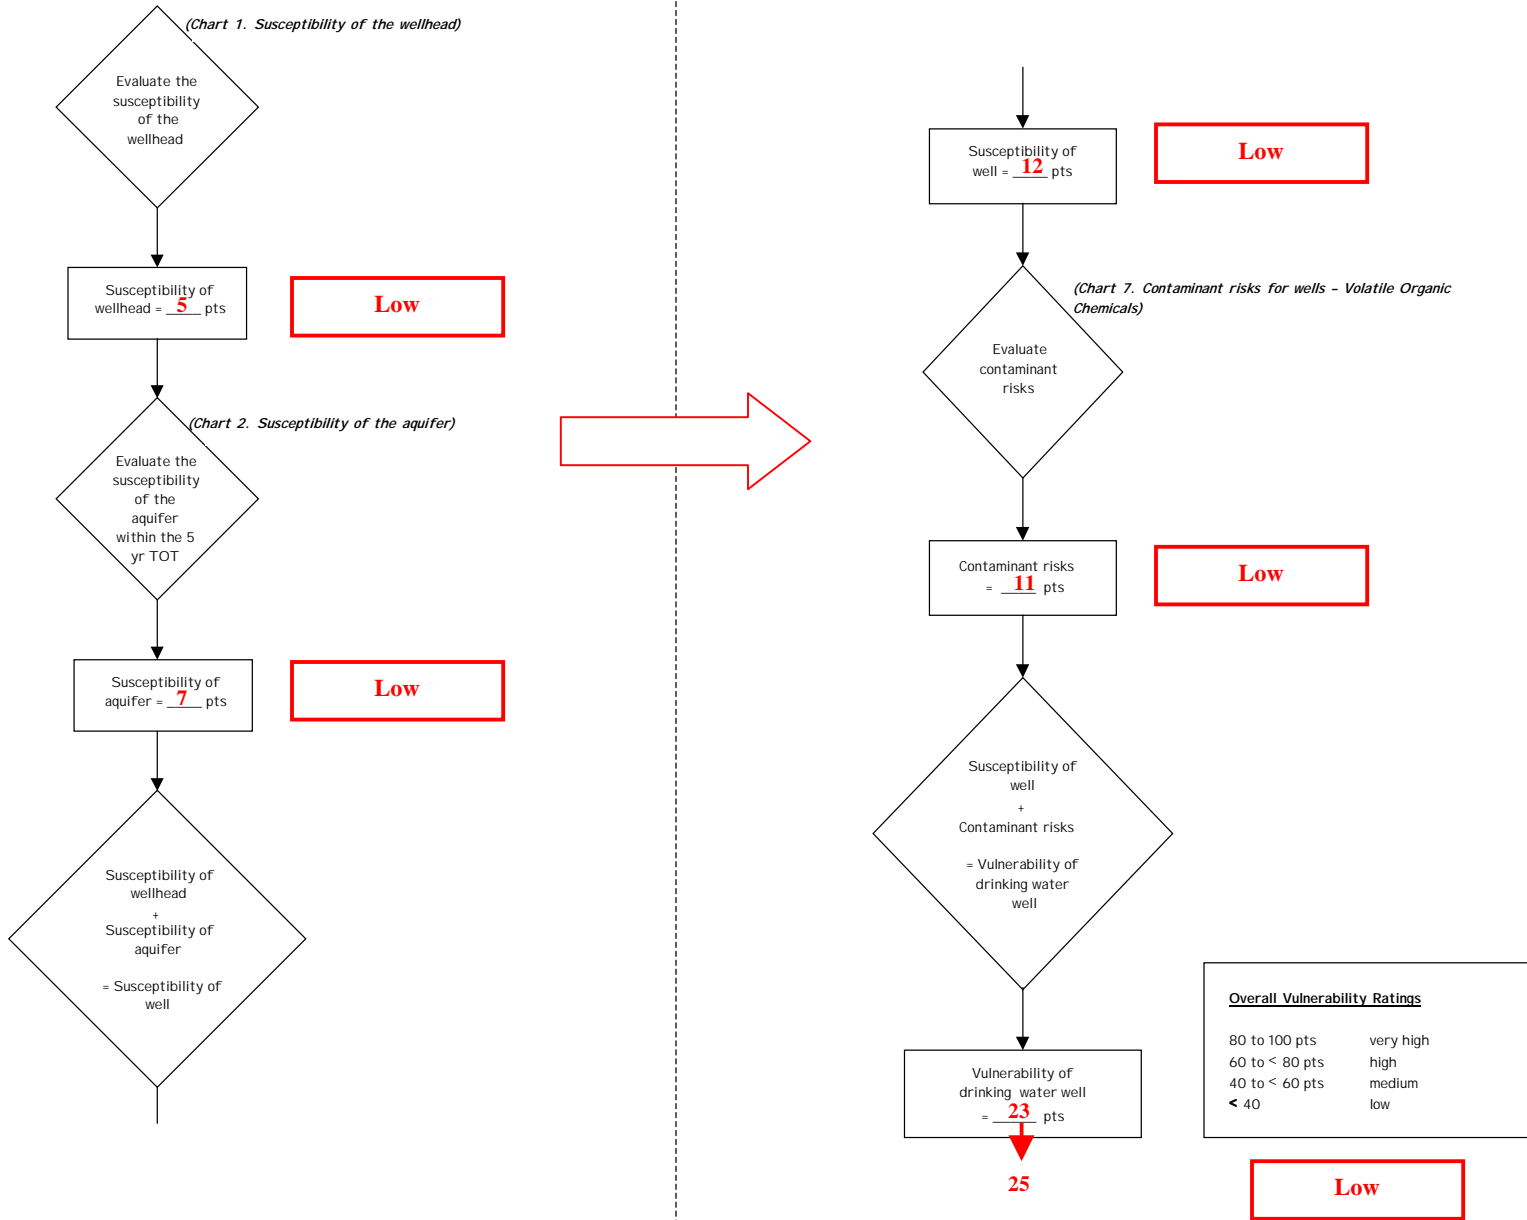 (Chart 1. Susceptibility of the wellhead)
Evaluate the
susceptibility
of the
wellhead
Susceptibility of
wellhead = 5 pts
Low
(Chart 2. Susceptibility of the aquifer)
Evaluate the
susceptibility
of the
aquifer
within the 5
yr TOT
Susceptibility of
aquifer = 7 pts
Low
Susceptibility of
wellhead
+
Susceptibility of
aquifer
= Susceptibility of
well
Susceptibility of
well = 12 pts
Low
(Chart 7. Contaminant risks for wells – Volatile Organic
Chemicals)
Evaluate
contaminant
risks
Contaminant risks
= 11 pts
Low
Susceptibility of
well
+
Contaminant risks
= Vulnerability of
drinking water
well
Vulnerability of
drinking water well
= 23 pts
25
Overall Vulnerability Ratings
80 to 100 pts very high
60 to < 80 pts high
40 to < 60 pts medium
< 40 low
Low